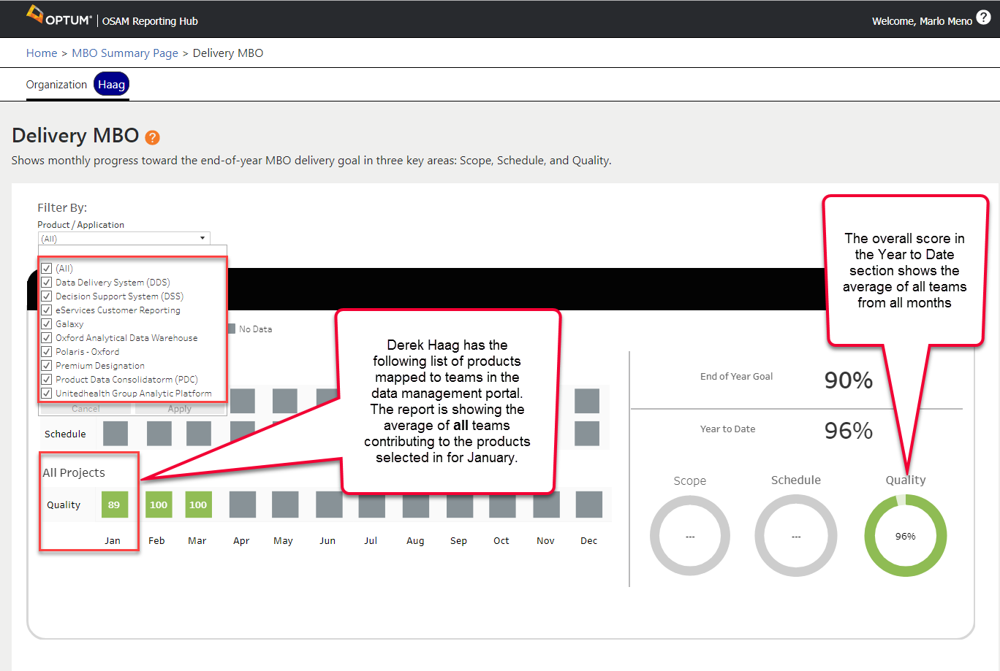 OPTUM® | OSAM Reporting Hub
Welcome, Marlo Meno ?
Home > MBO Summary Page > Delivery MBO
Organization Haag
Delivery MBO ?
Shows monthly progress toward the end-of-year MBO delivery goal in three key areas: Scope, Schedule, and Quality.
Filter By:
Product / Application
(All)
(All)
Data Delivery System (DDS)
Decision Support System (DSS)
eServices Customer Reporting
Galaxy
Oxford Analytical Data Warehouse
Polaris - Oxford
Premium Designation
Product Data Consolidatorm (PDC)
Unitedhealth Group Analytic Platform
Cancel Apply
No Data
Schedule
All Projects
Quality 89 100 100
Jan Feb Mar Apr May Jun Jul Aug Sep Oct Nov Dec
Derek Haag has the
following list of products
mapped to teams in the
data management portal.
The report is showing the
average of all teams
contributing to the products
selected in for January.
The overall score in
the Year to Date
section shows the
average of all teams
from all months
End of Year Goal 90%
Year to Date 96%
Scope Schedule Quality
--- --- 96%